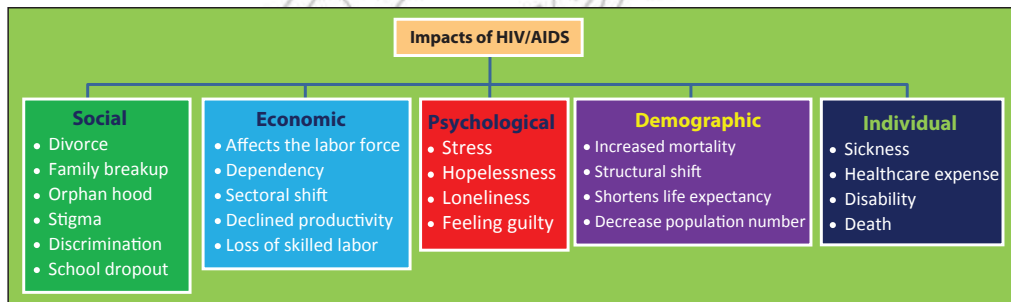 Impacts of HIV/AIDS
Social
• Divorce
• Family breakup
• Orphan hood
• Stigma
• Discrimination
• School dropout
Economic
• Affects the labor force
• Dependency
• Sectoral shift
• Declined productivity
• Loss of skilled labor
Psychological
• Stress
• Hopelessness
• Loneliness
• Feeling guilty
Demographic
• Increased mortality
• Structural shift
• Shortens life expectancy
• Decrease population number
Individual
• Sickness
• Healthcare expense
• Disability
• Death